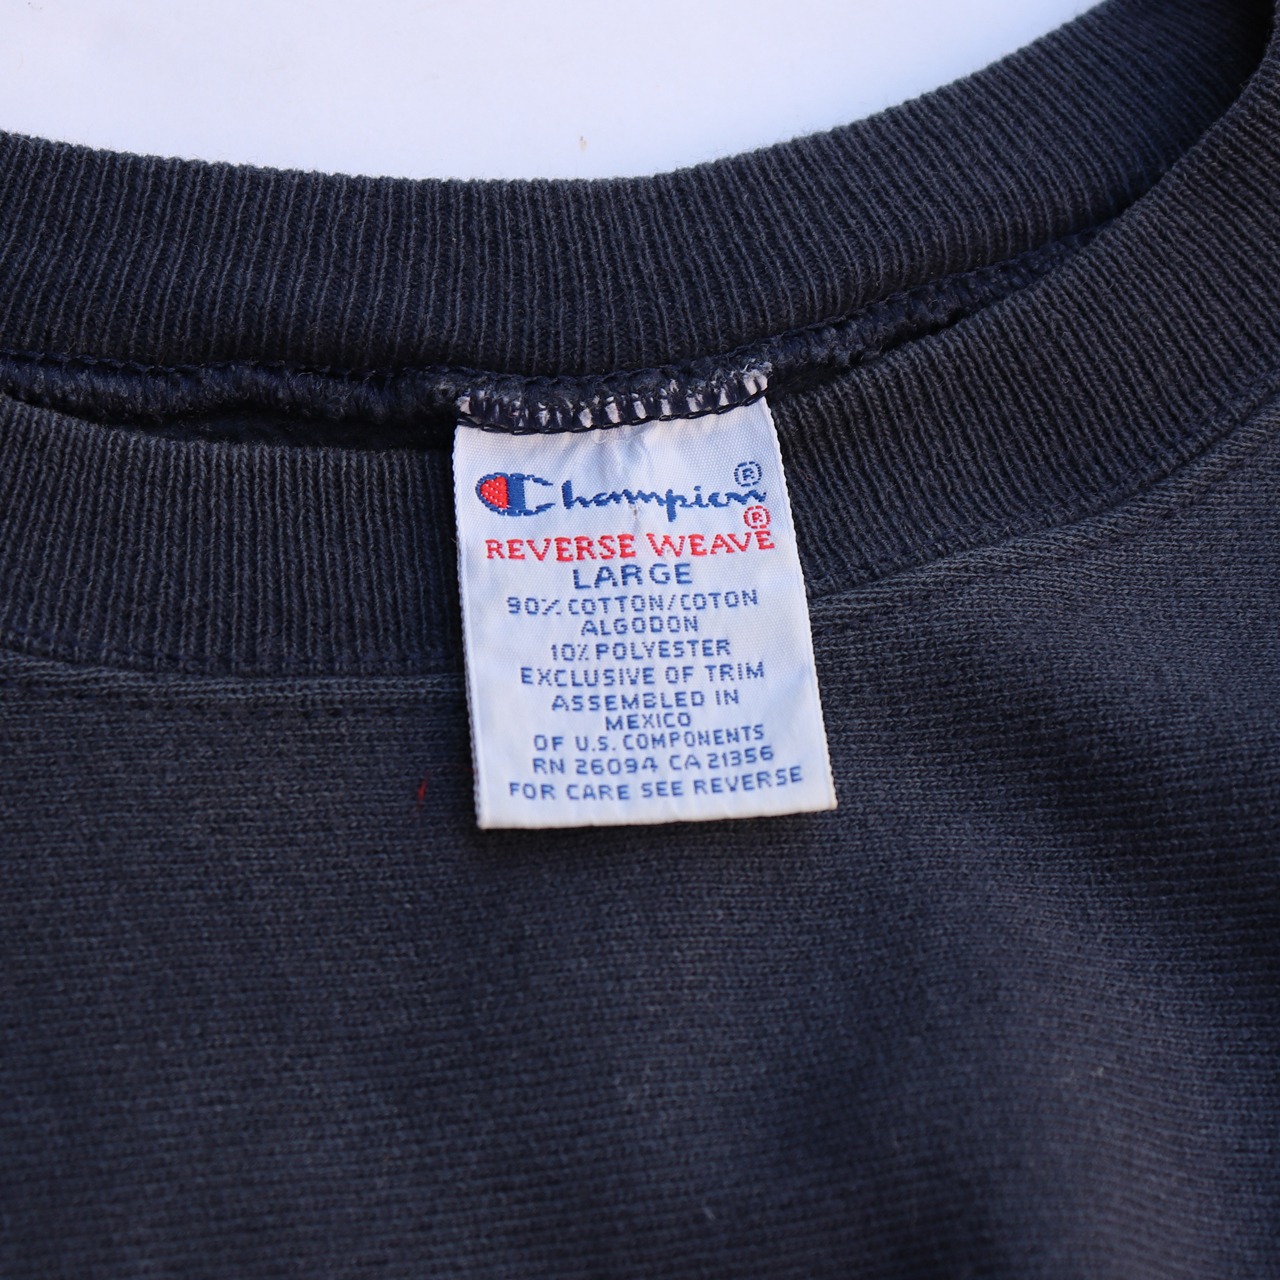 Champion®
REVERSE WEAVE®
LARGE
90% COTTON/COTON
ALGODON
10% POLYESTER
EXCLUSIVE OF TRIM
ASSEMBLED IN
MEXICO
OF U.S. COMPONENTS
RN 26094 CA 21356
FOR CARE SEE REVERSE